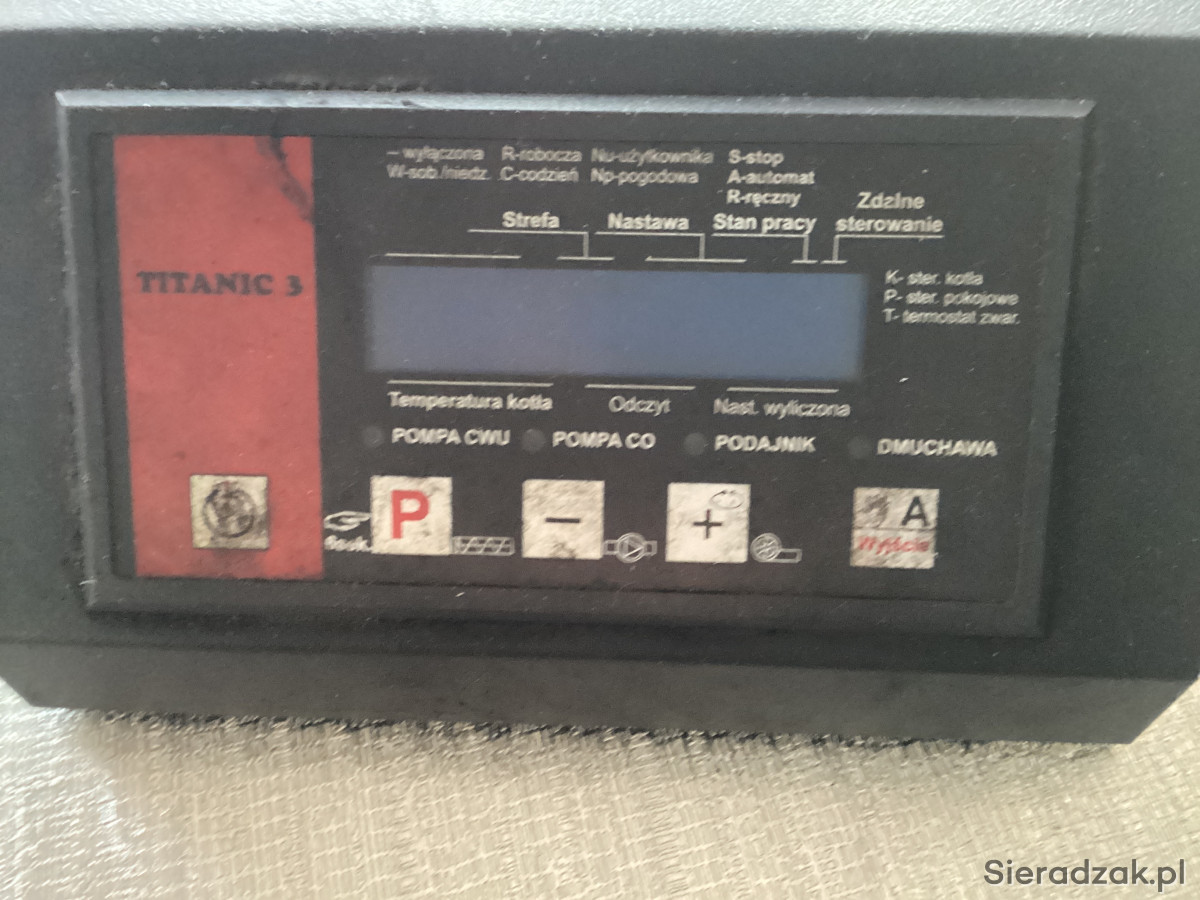 – wyłączona R-robocza Nu-użytkownika S-stop
W-sob./niedz. C-codzień Np-pogodowa A-automat
R-ręczny
Strefa Nastawa Stan pracy Zdalne
sterowanie
TITANIC 3
K- ster. kotła
P- ster. pokojowe
T- termostat zwar.
Temperatura kotła Odczyt Nast. wyliczona
POMPA CWU POMPA CO PODAJNIK DMUCHAWA
P − + A
Wyjście
Sieradzak.pl